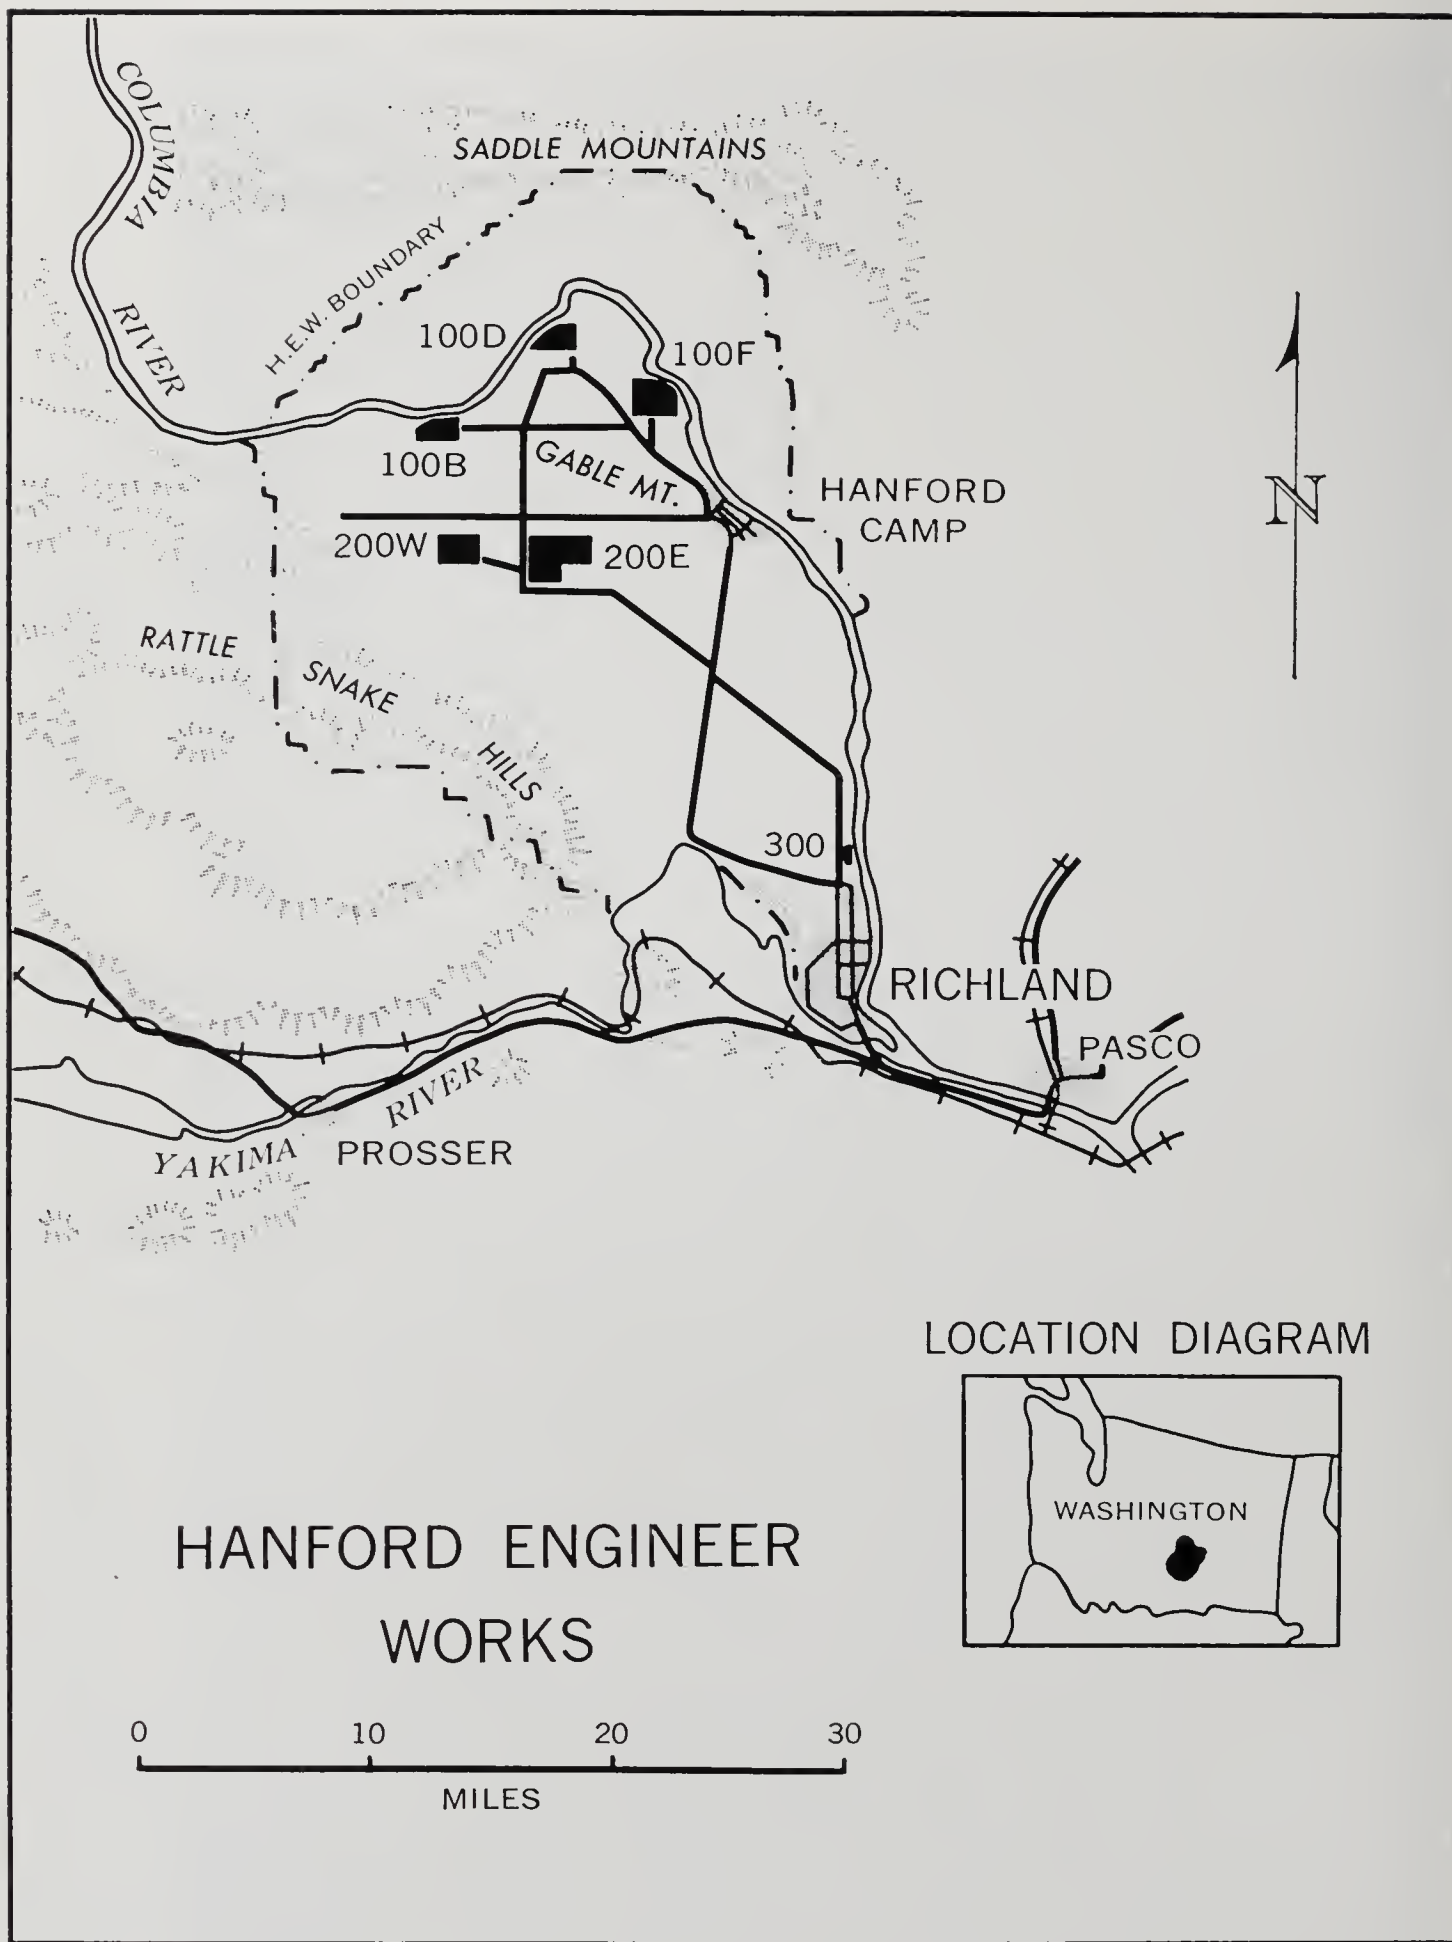 COLUMBIA
RIVER
SADDLE MOUNTAINS
H.E.W. BOUNDARY
100D
100F
100B
GABLE MT.
HANFORD
CAMP
200W
200E
N
RATTLE
SNAKE
HILLS
300
RICHLAND
PASCO
YAKIMA
RIVER
PROSSER
LOCATION DIAGRAM
WASHINGTON
HANFORD ENGINEER
WORKS
0 10 20 30
MILES